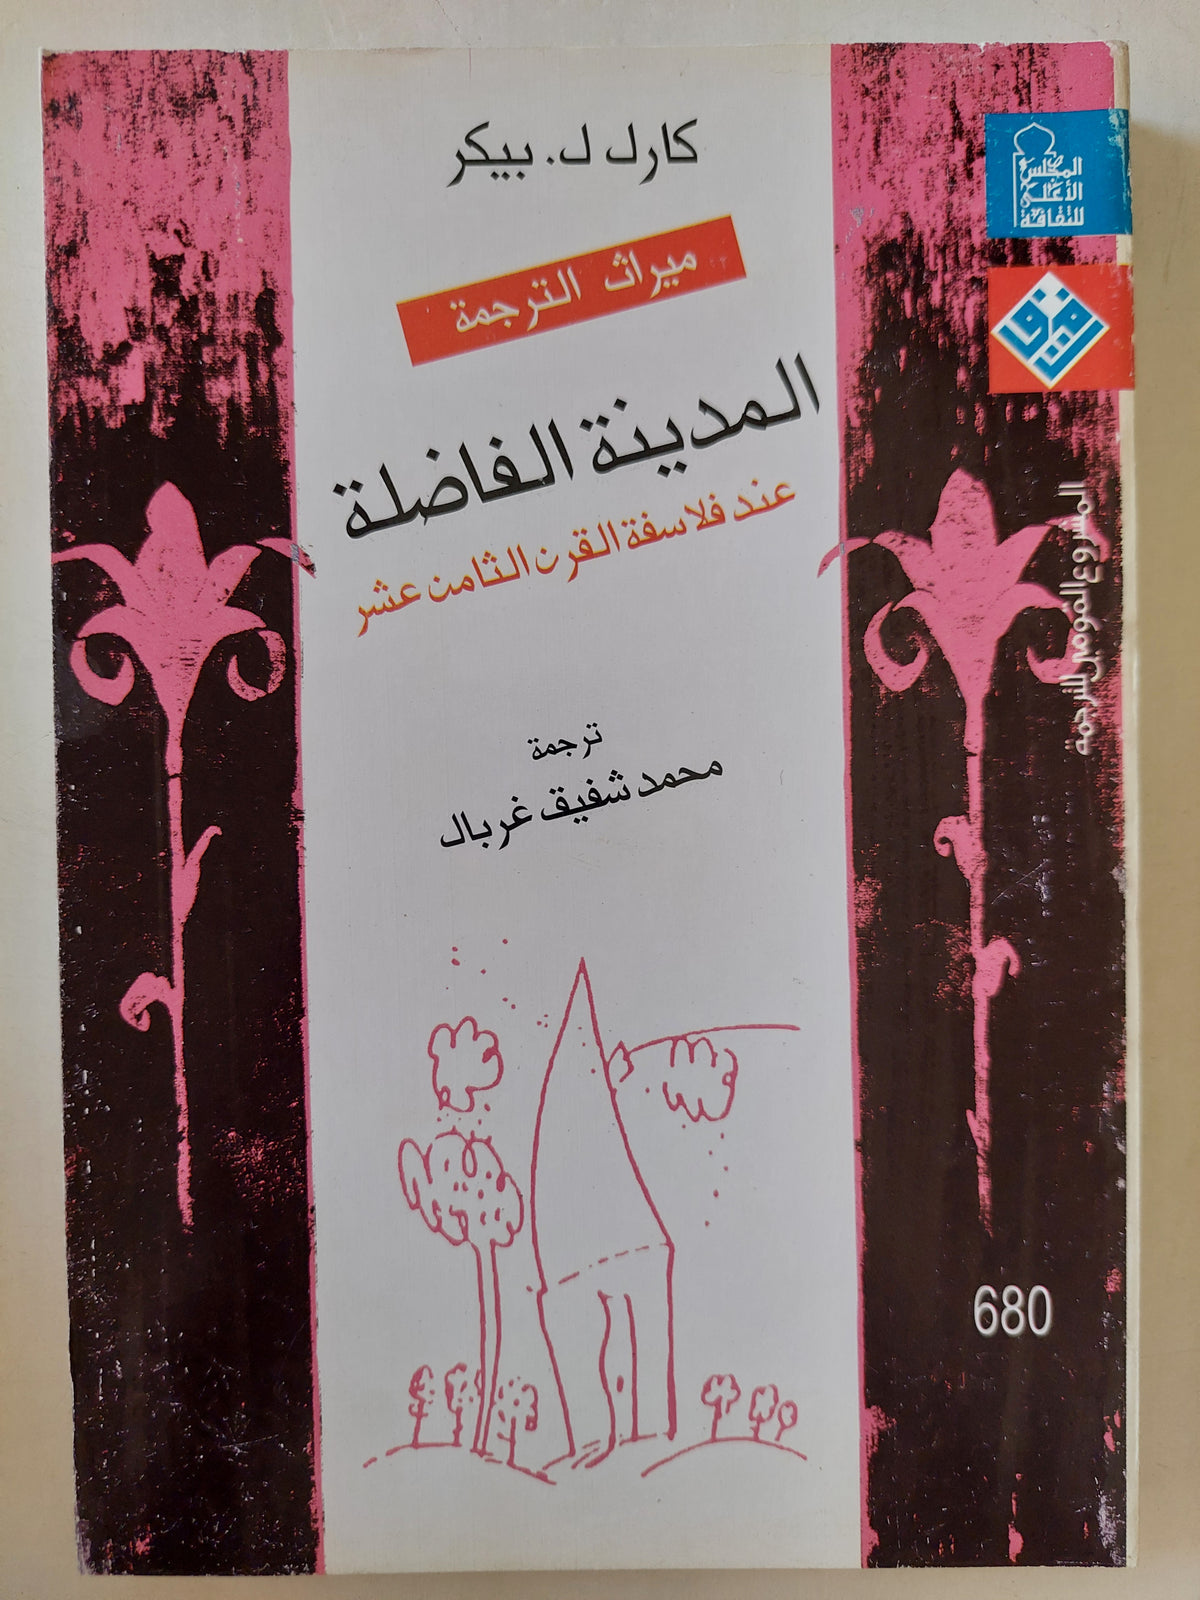 كارل ل. بيكر
ميراث الترجمة
المدينة الفاضلة
عند فلاسفة القرن الثامن عشر
ترجمة
محمد شفيق غربال
المجلس
الأعلى
للثقافة
المشروع القومى للترجمة
680